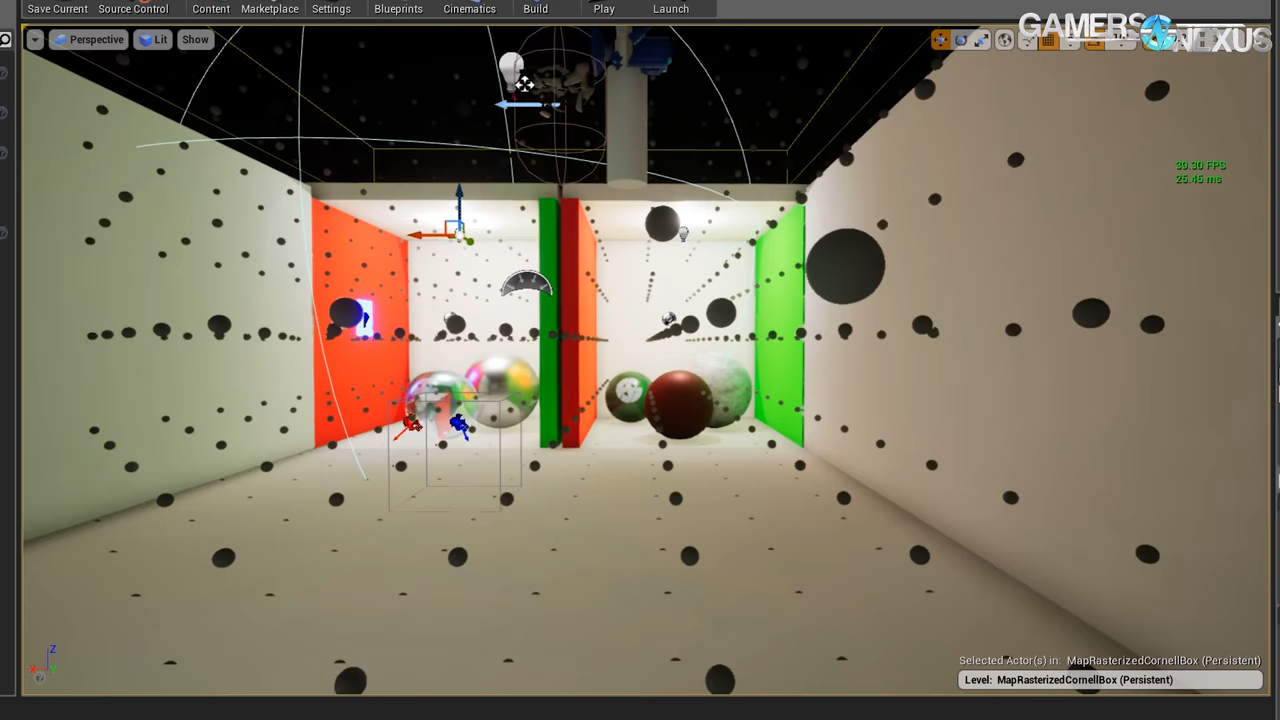 Save Current Source Control Content Marketplace Settings Blueprints Cinematics Build Play Launch
GAMERS NEXUS
Perspective Lit Show
39.30 FPS
25.45 ms
Z
X Y
Selected Actor(s) in: MapRasterizedCornellBox (Persistent)
Level: MapRasterizedCornellBox (Persistent)